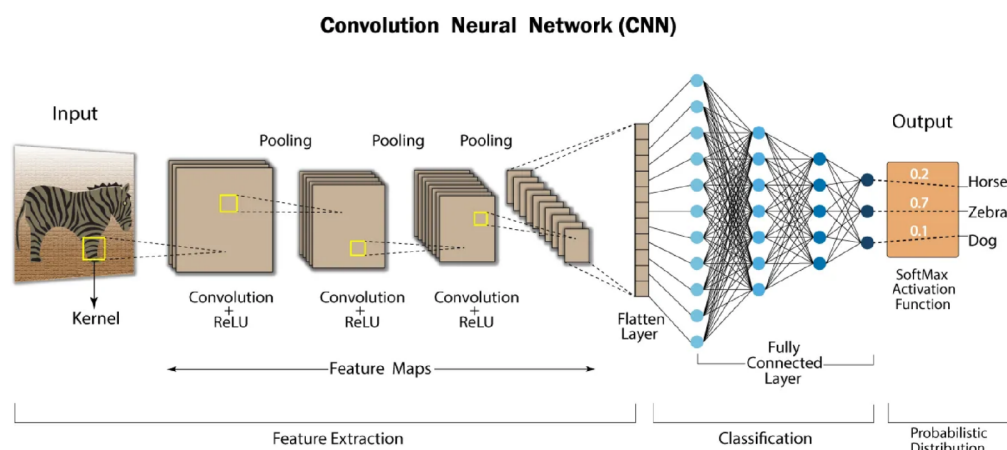 Convolution Neural Network (CNN)
Input
Pooling
Pooling
Pooling
Output
0.2
Horse
0.7
Zebra
0.1
Dog
Kernel
Convolution
+
ReLU
Convolution
+
ReLU
Convolution
+
ReLU
Flatten
Layer
SoftMax
Activation
Function
Feature Maps
Fully
Connected
Layer
Feature Extraction
Classification
Probabilistic
Distribution